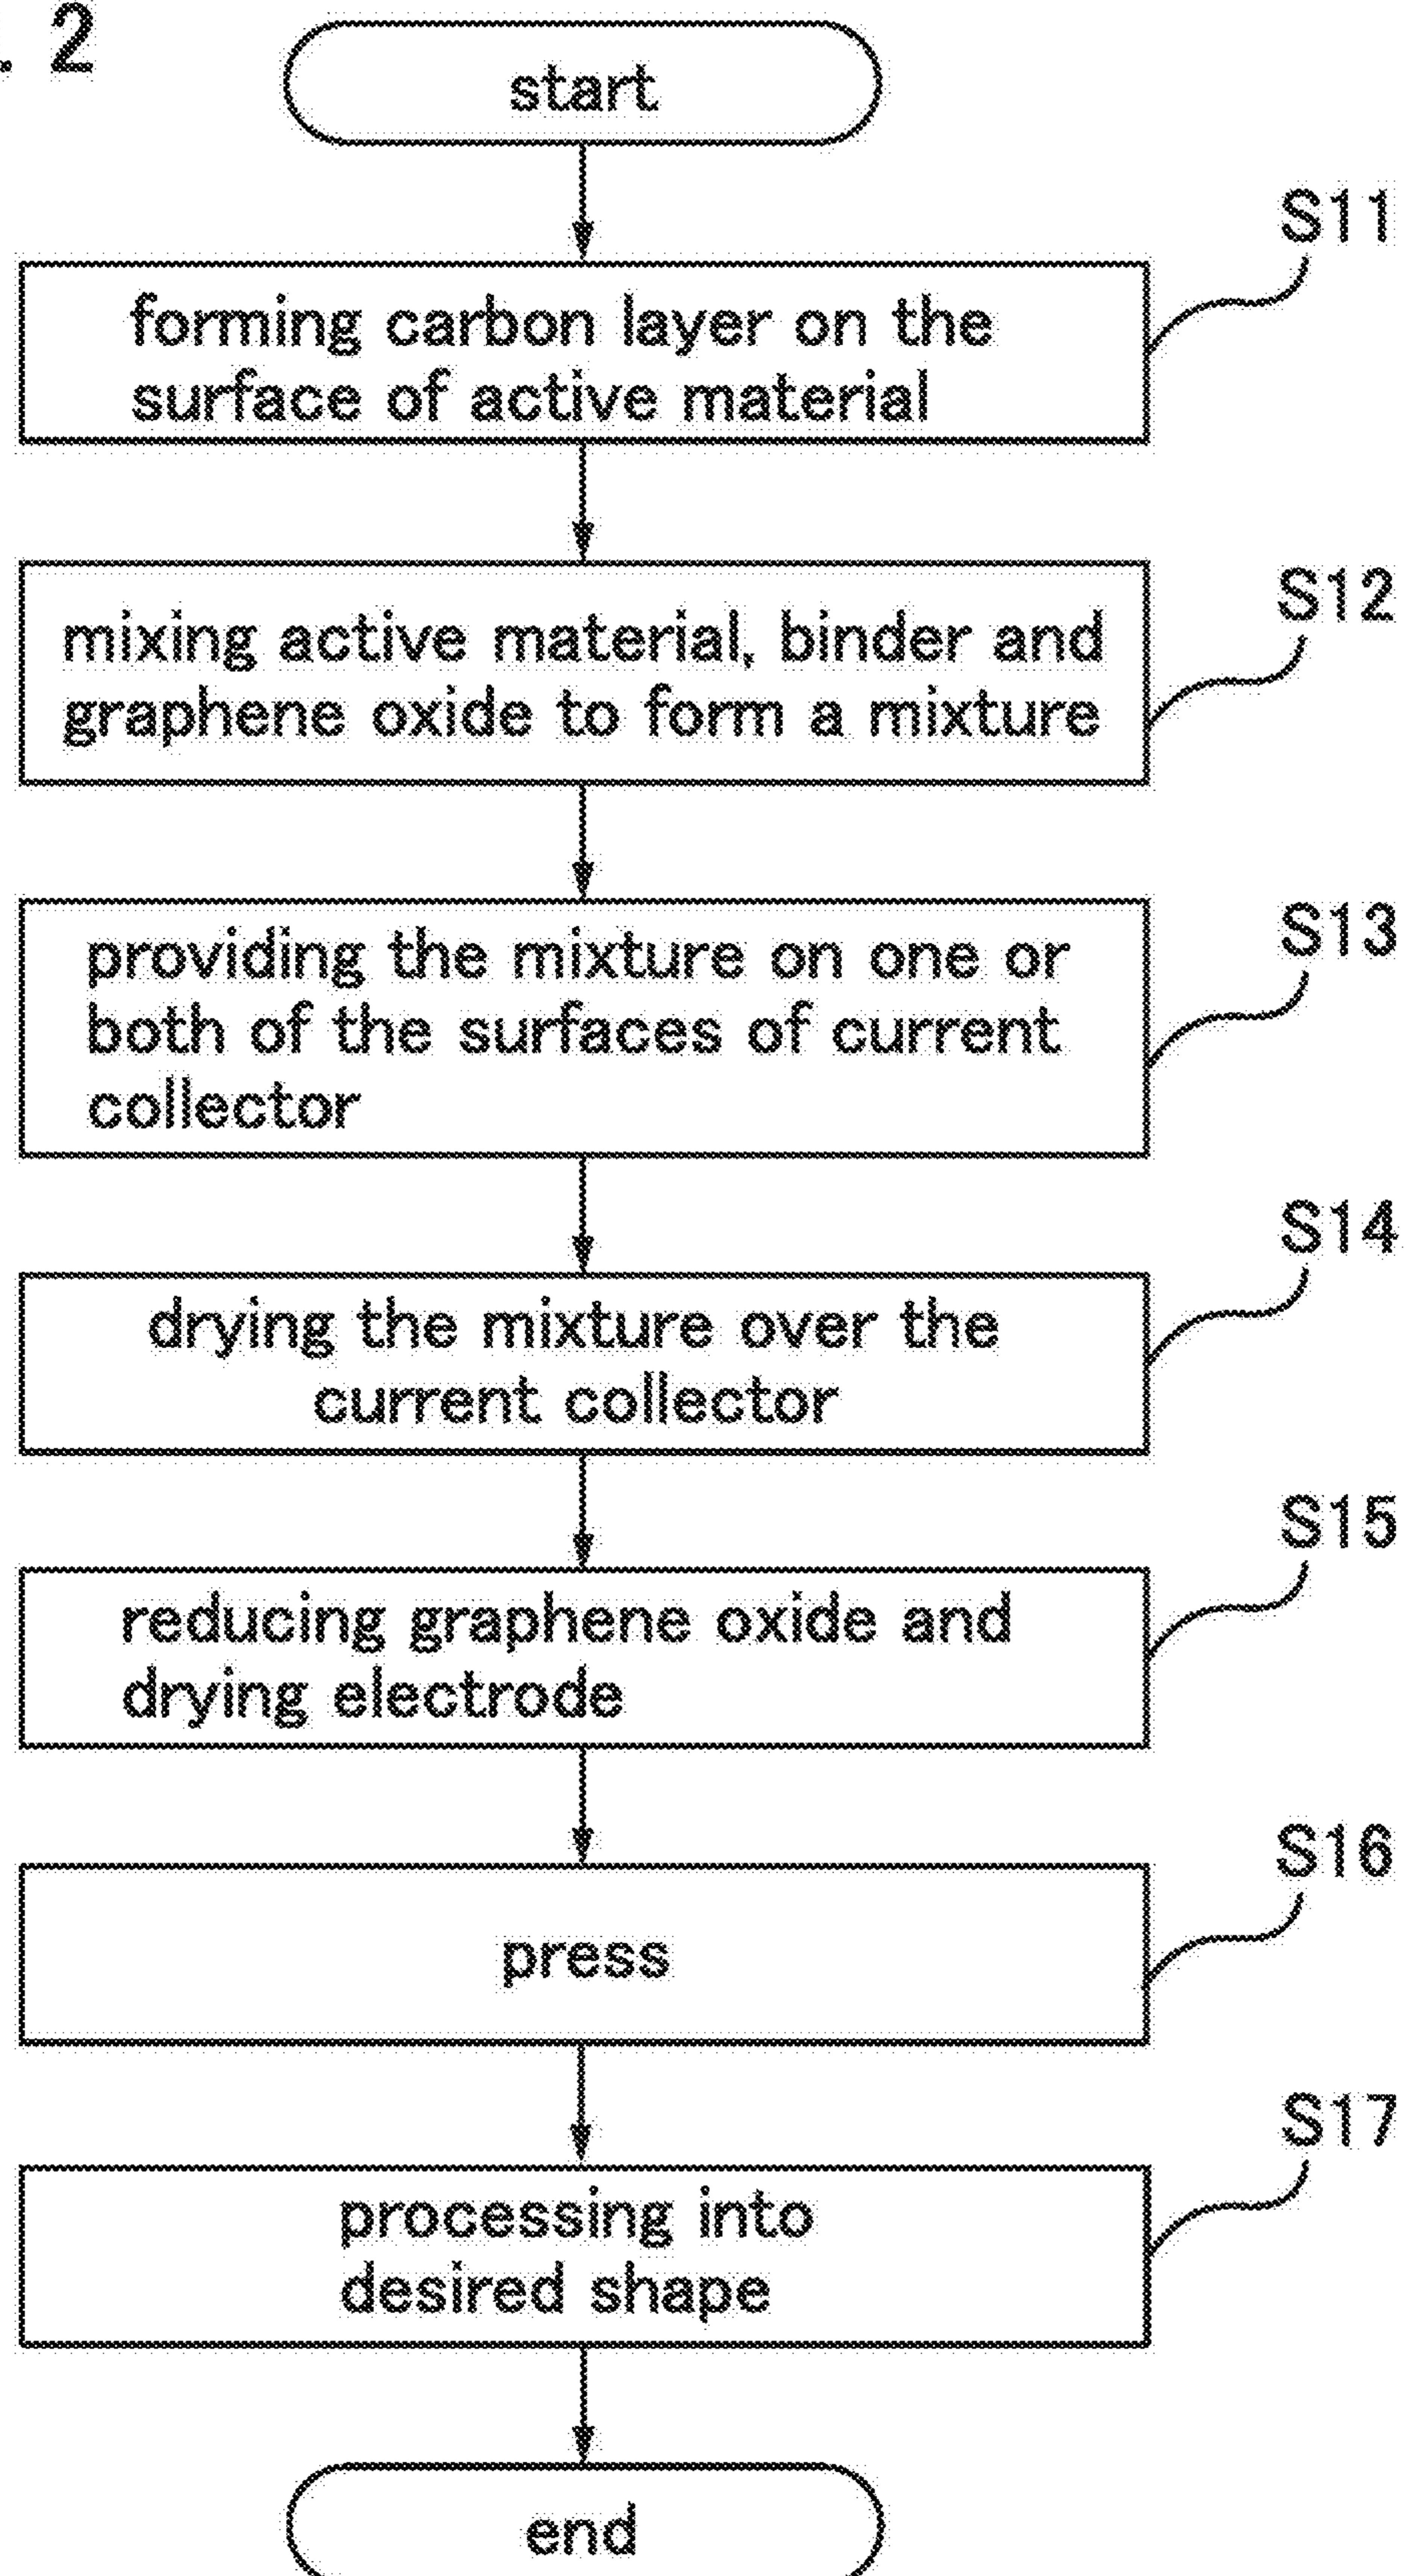 . 2
start
S11
forming carbon layer on the
surface of active material
S12
mixing active material, binder and
graphene oxide to form a mixture
S13
providing the mixture on one or
both of the surfaces of current
collector
S14
drying the mixture over the
current collector
S15
reducing graphene oxide and
drying electrode
S16
press
S17
processing into
desired shape
end